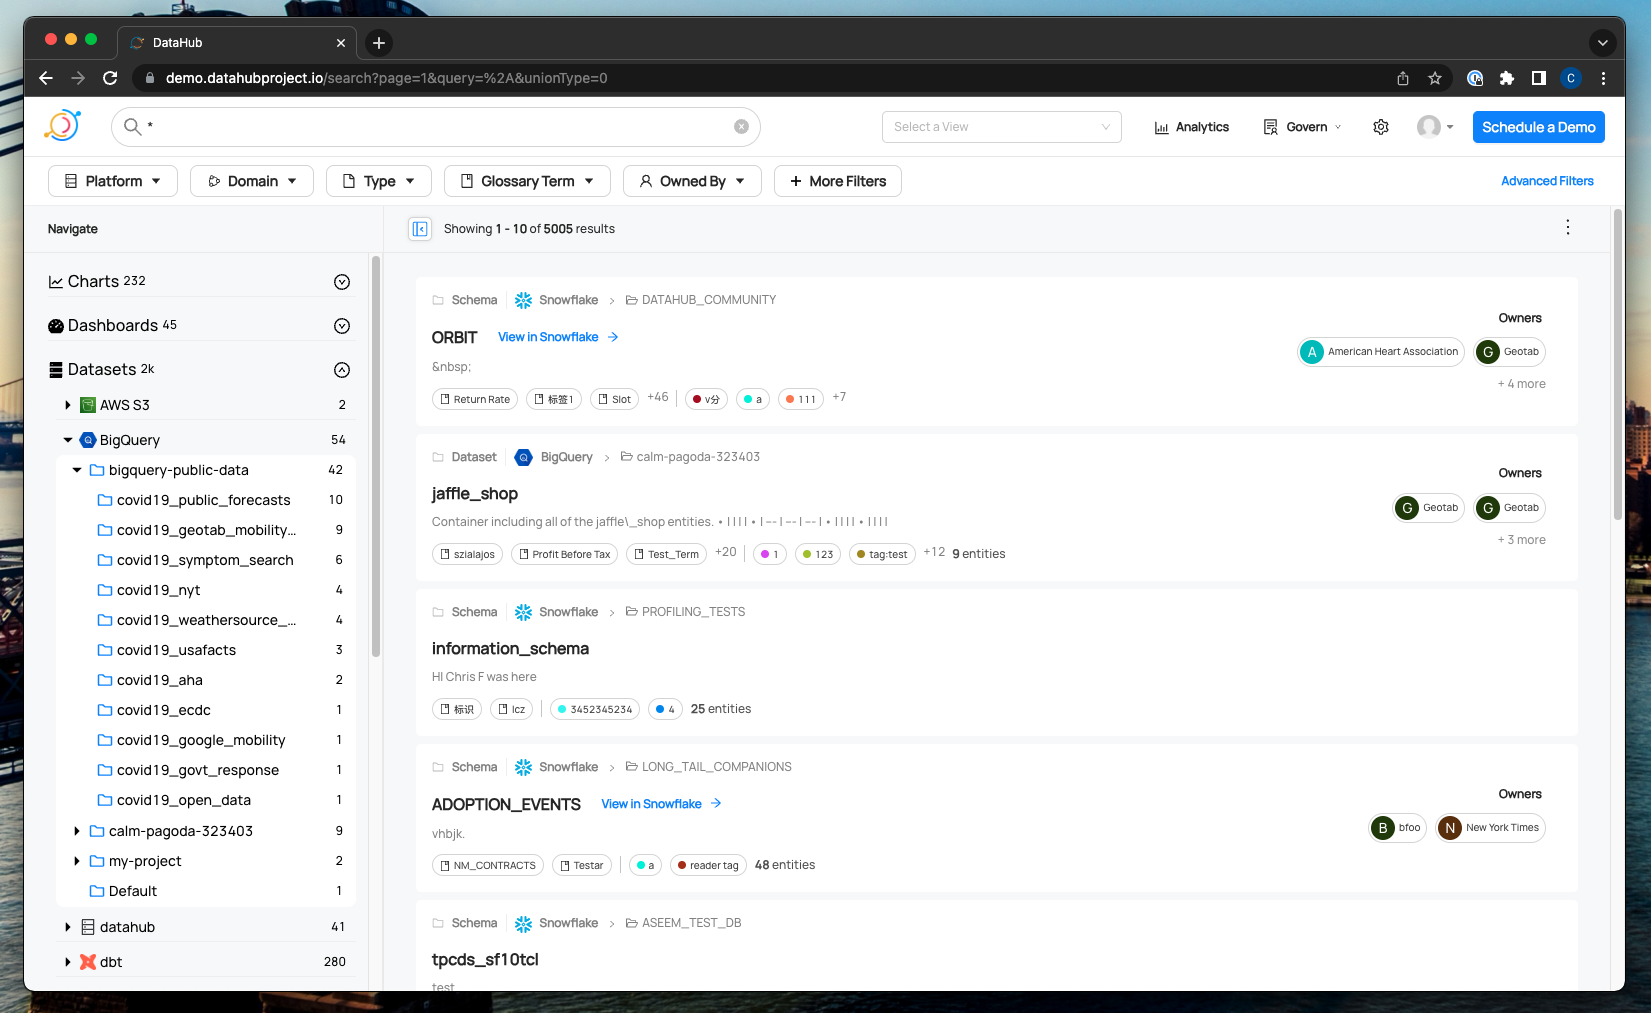 DataHub
demo.datahubproject.io/search?page=1&query=%2A&unionType=0
C
*
Select a View
Analytics
Govern
Schedule a Demo
Platform
Domain
Type
Glossary Term
Owned By
+ More Filters
Advanced Filters
Navigate
Showing 1 - 10 of 5005 results
Charts 232
Dashboards 45
Datasets 2k
AWS S3 2
BigQuery 54
bigquery-public-data 42
covid19_public_forecasts 10
covid19_geotab_mobility... 9
covid19_symptom_search 6
covid19_nyt 4
covid19_weathersource_... 4
covid19_usafacts 3
covid19_aha 2
covid19_ecdc 1
covid19_google_mobility 1
covid19_govt_response 1
covid19_open_data 1
calm-pagoda-323403 9
my-project 2
Default 1
datahub 41
dbt 280
Schema Snowflake > DATAHUB_COMMUNITY
ORBIT View in Snowflake →
&nbsp;
Return Rate 标签1 Slot +46 v分 a 111 +7
Owners
A American Heart Association G Geotab
+ 4 more
Dataset BigQuery > calm-pagoda-323403
jaffle_shop
Container including all of the jaffle\_shop entities. • | | | | • | --- | --- | --- | • | | | | • | | | |
szialajos Profit Before Tax Test_Term +20 1 123 tag:test +12 9 entities
Owners
G Geotab G Geotab
+ 3 more
Schema Snowflake > PROFILING_TESTS
information_schema
HI Chris F was here
标识 lcz 3452345234 4 25 entities
Schema Snowflake > LONG_TAIL_COMPANIONS
ADOPTION_EVENTS View in Snowflake →
vhbjk.
NM_CONTRACTS Testar a reader tag 48 entities
Owners
B bfoo N New York Times
Schema Snowflake > ASEEM_TEST_DB
tpcds_sf10tcl
test